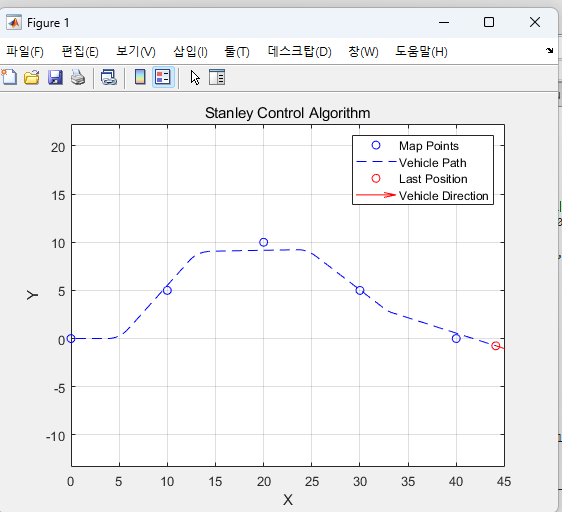 Figure 1
파일(F) 편집(E) 보기(V) 삽입(I) 툴(T) 데스크탑(D) 창(W) 도움말(H)
Stanley Control Algorithm
Map Points
Vehicle Path
Last Position
Vehicle Direction
20
15
10
5
0
-5
-10
Y
0 5 10 15 20 25 30 35 40 45
X